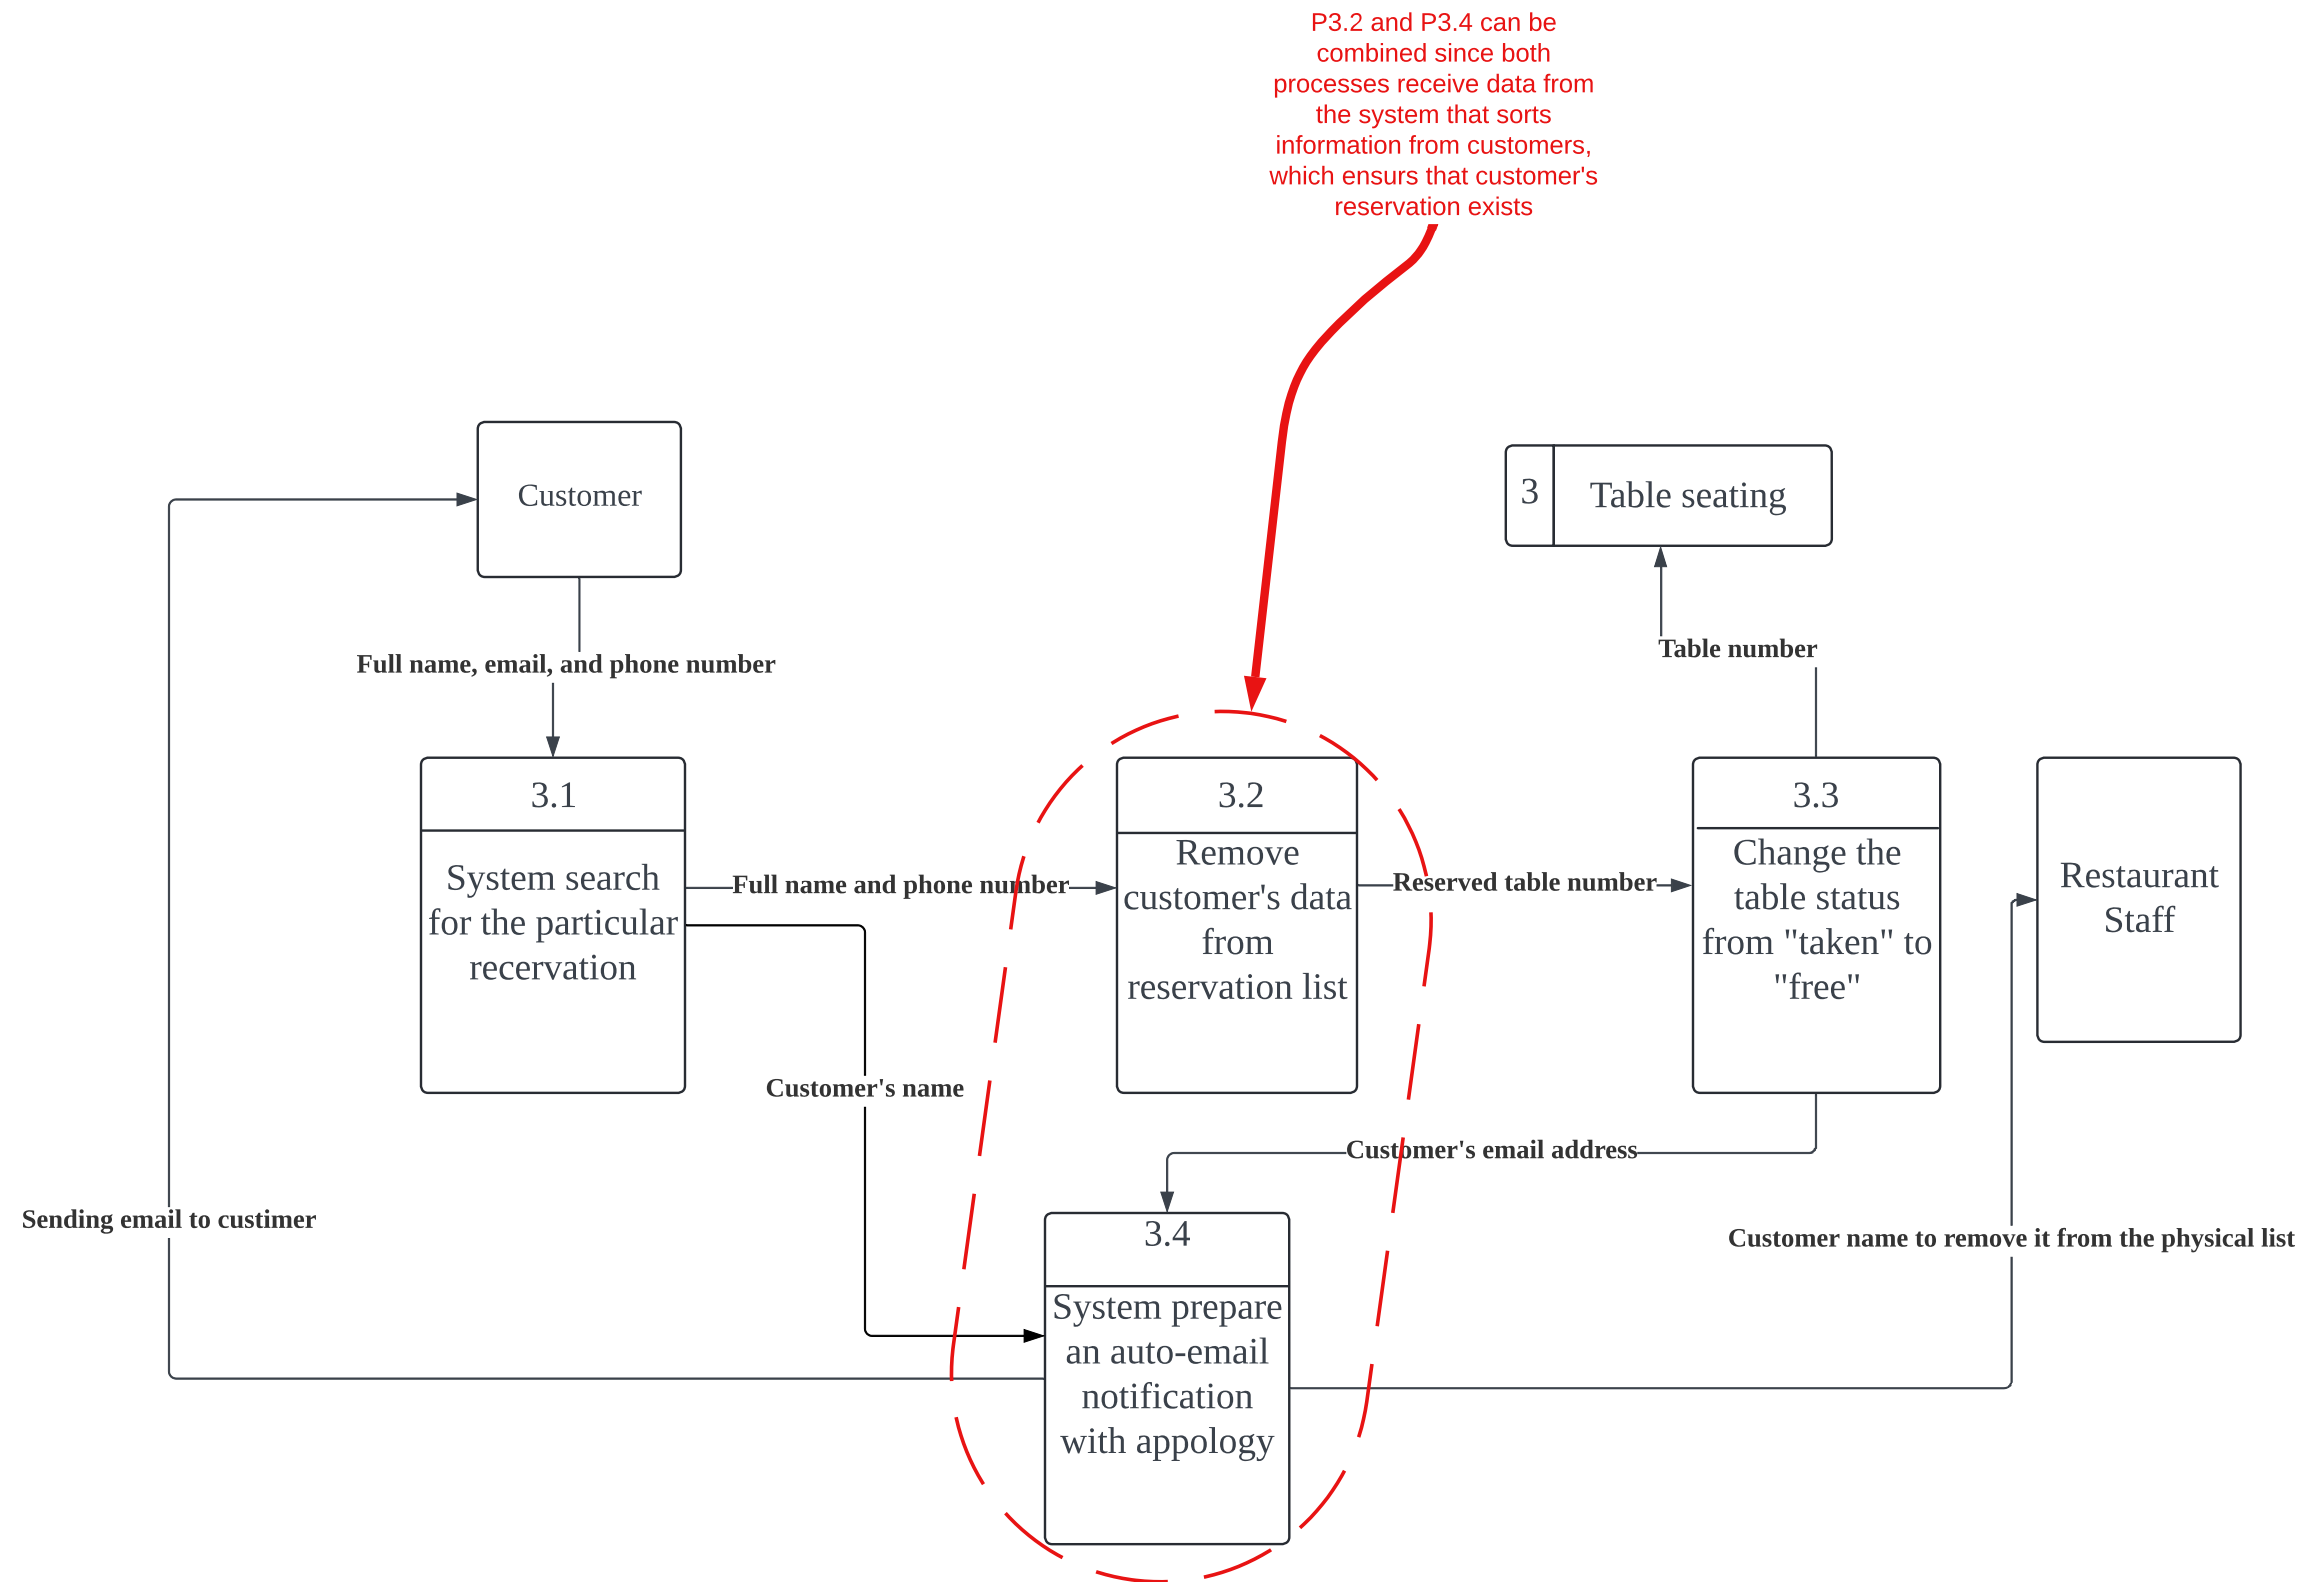 P3.2 and P3.4 can be
combined since both
processes receive data from
the system that sorts
information from customers,
which ensurs that customer's
reservation exists
Customer
3
Table seating
Full name, email, and phone number
Table number
3.1
System search
for the particular
recervation
Full name and phone number
3.2
Remove
customer's data
from
reservation list
Reserved table number
3.3
Change the
table status
from "taken" to
"free"
Restaurant
Staff
Customer's name
Customer's email address
Sending email to custimer
Customer name to remove it from the physical list
3.4
System prepare
an auto-email
notification
with appology